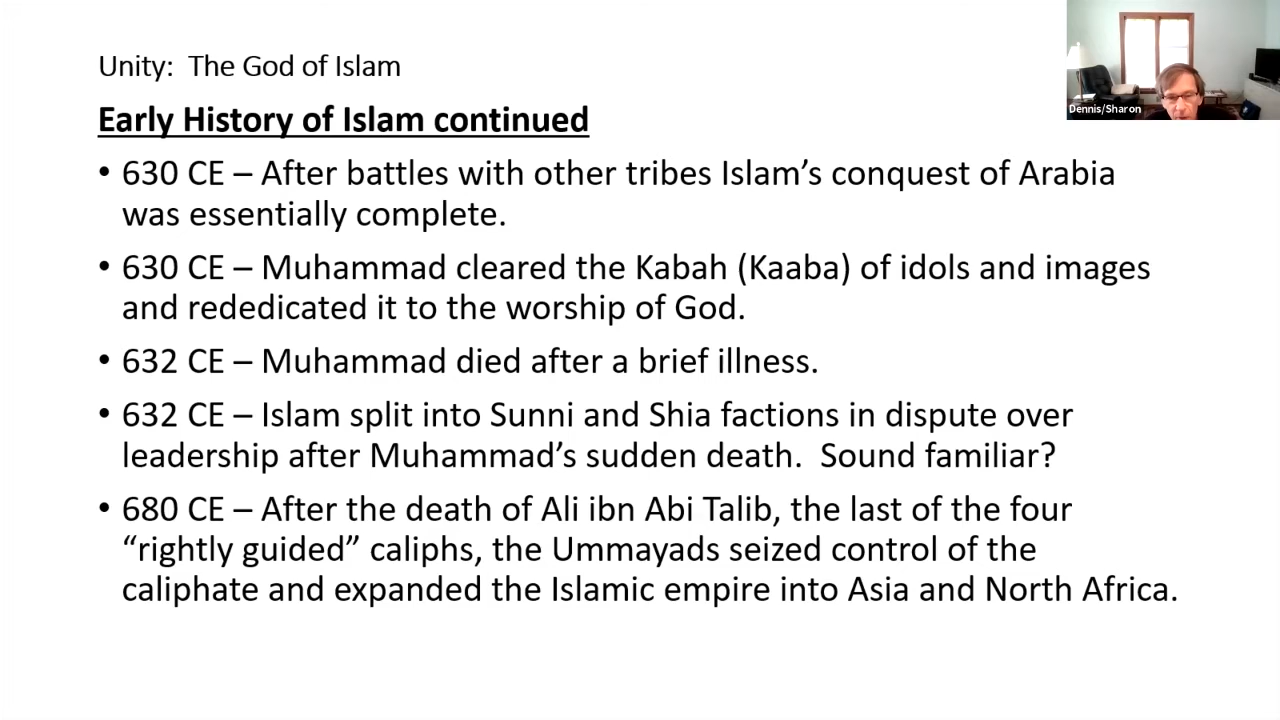 Unity:  The God of Islam
Dennis/Sharon
Early History of Islam continued
• 630 CE – After battles with other tribes Islam’s conquest of Arabia
was essentially complete.
• 630 CE – Muhammad cleared the Kabah (Kaaba) of idols and images
and rededicated it to the worship of God.
• 632 CE – Muhammad died after a brief illness.
• 632 CE – Islam split into Sunni and Shia factions in dispute over
leadership after Muhammad’s sudden death.  Sound familiar?
• 680 CE – After the death of Ali ibn Abi Talib, the last of the four
“rightly guided” caliphs, the Ummayads seized control of the
caliphate and expanded the Islamic empire into Asia and North Africa.